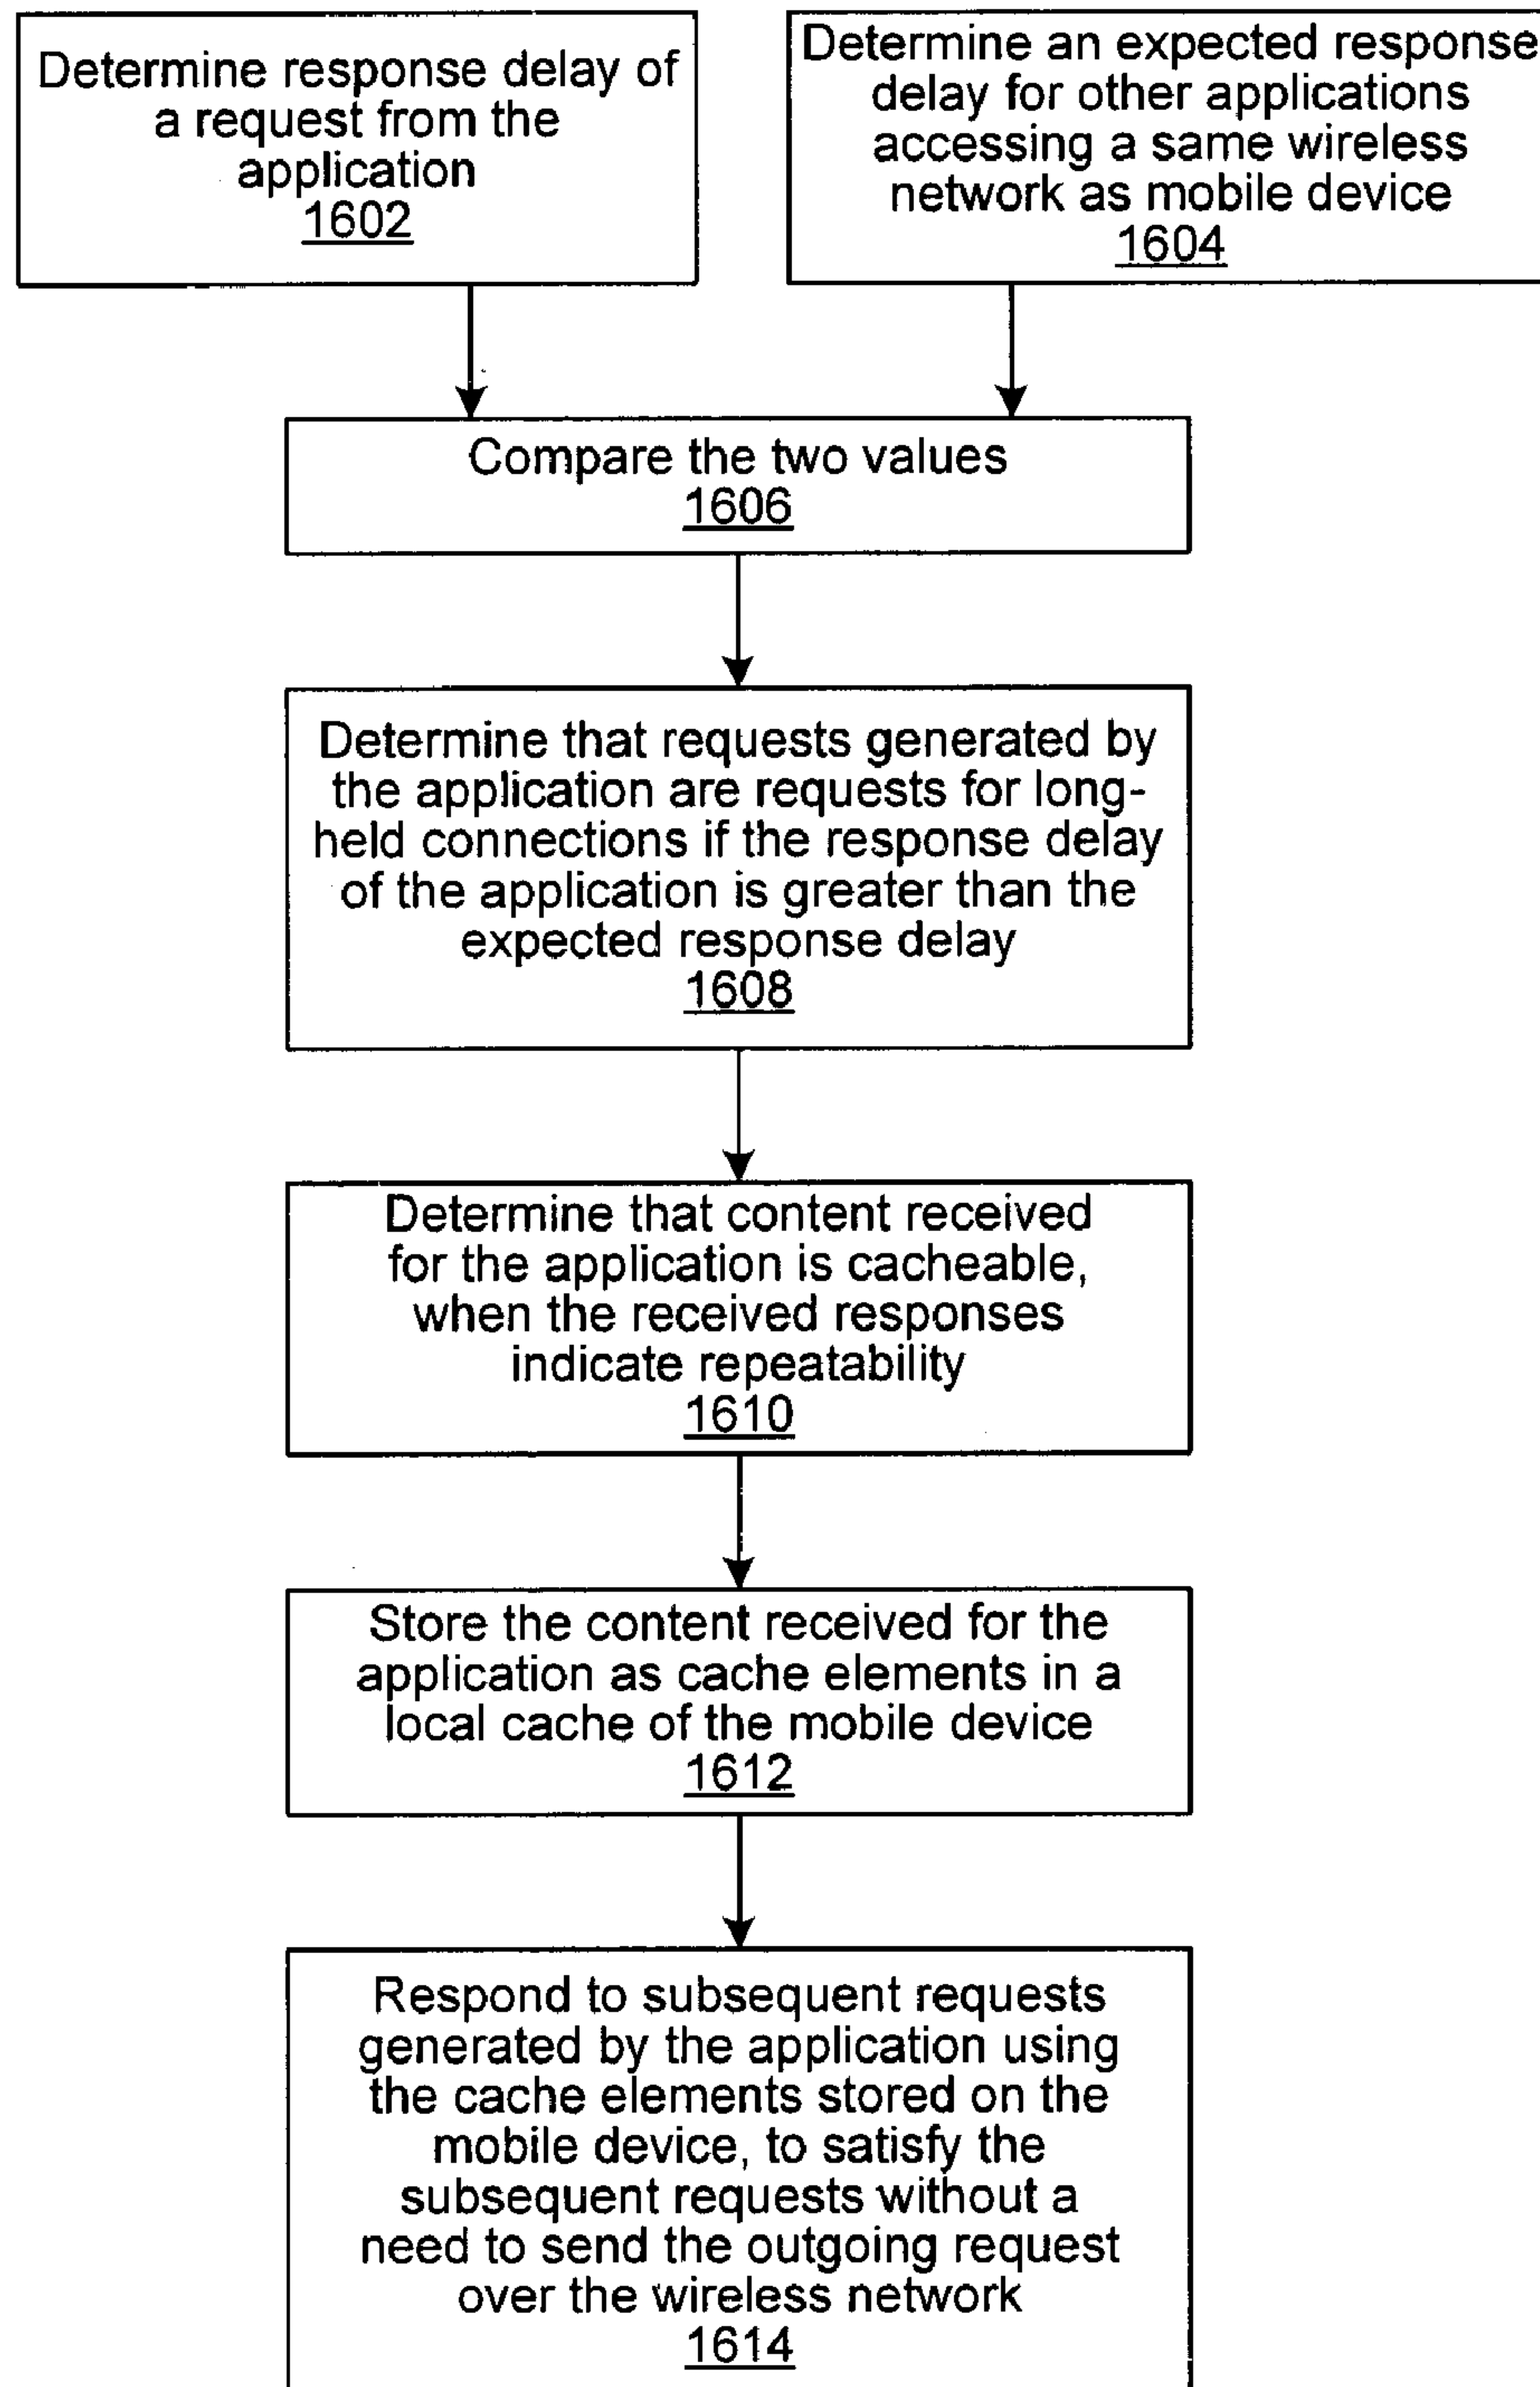 Determine response delay of
a request from the
application
1602
Determine an expected response
delay for other applications
accessing a same wireless
network as mobile device
1604
Compare the two values
1606
Determine that requests generated by
the application are requests for long-
held connections if the response delay
of the application is greater than the
expected response delay
1608
Determine that content received
for the application is cacheable,
when the received responses
indicate repeatability
1610
Store the content received for the
application as cache elements in a
local cache of the mobile device
1612
Respond to subsequent requests
generated by the application using
the cache elements stored on the
mobile device, to satisfy the
subsequent requests without a
need to send the outgoing request
over the wireless network
1614